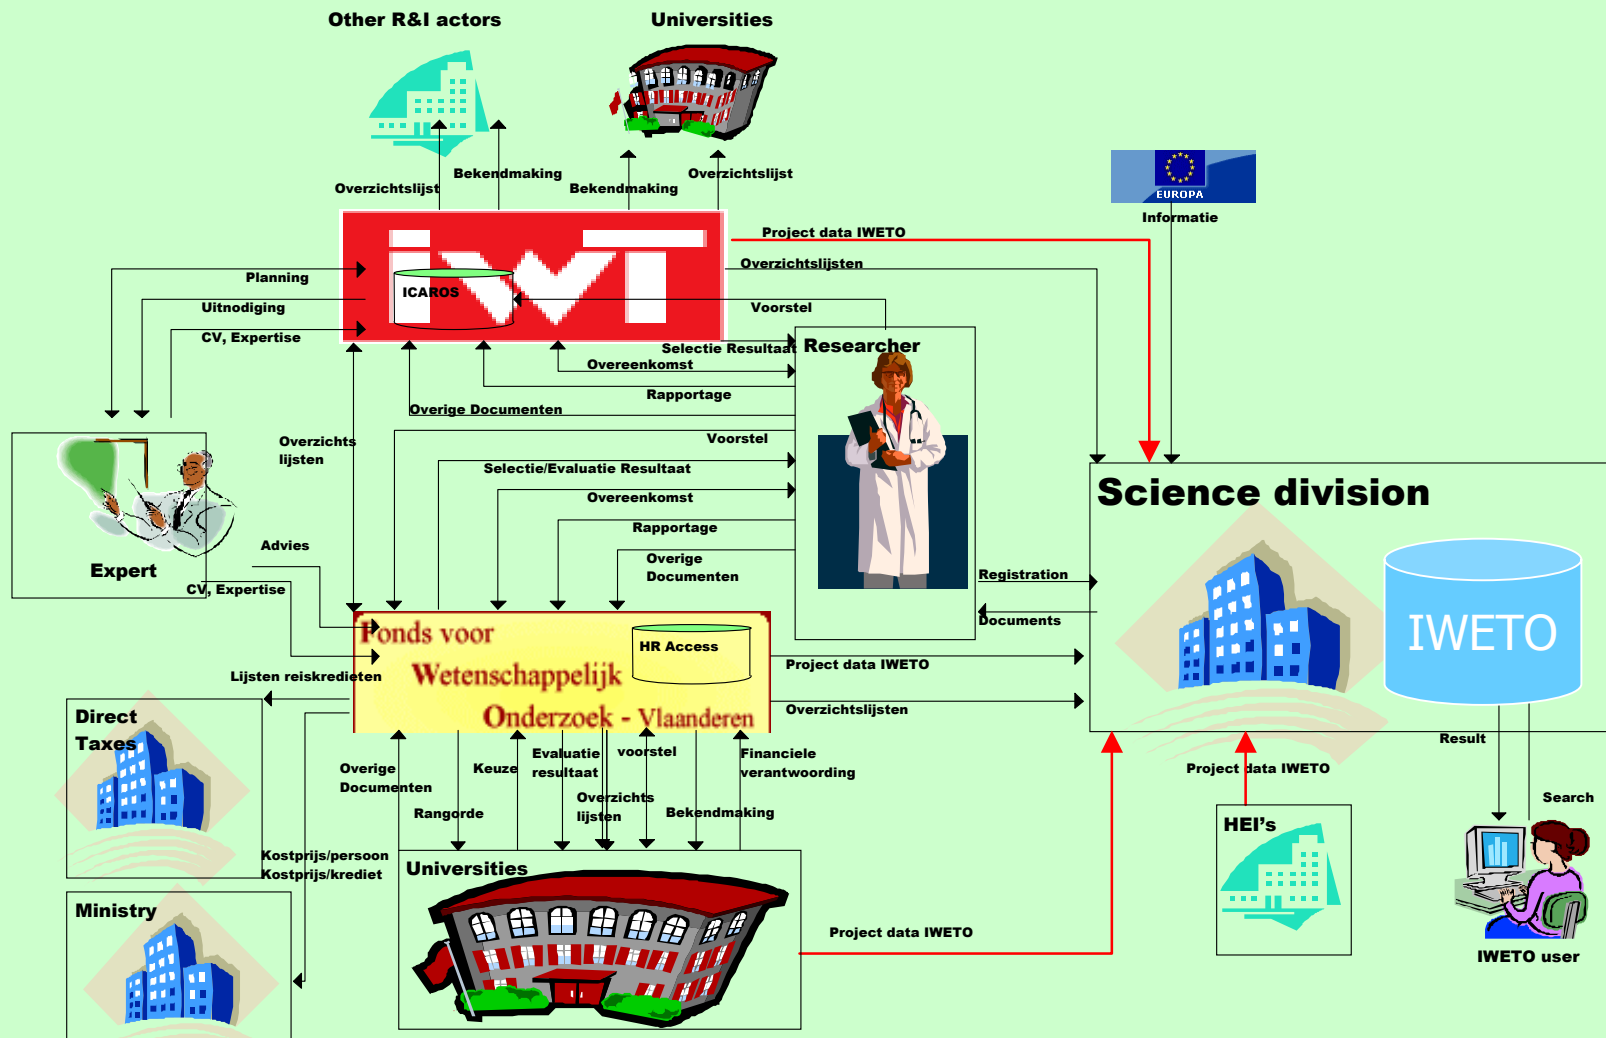 Other R&I actors
Universities
Bekendmaking
Overzichtslijst
Overzichtslijst
Bekendmaking
EUROPA
Informatie
Project data IWETO
iWT
Overzichtslijsten
Planning
ICAROS
Uitnodiging
Voorstel
CV, Expertise
Selectie Resultaat
Researcher
Overeenkomst
Rapportage
Overige Documenten
Voorstel
Overzichts
lijsten
Selectie/Evaluatie Resultaat
Science division
Overeenkomst
Rapportage
Advies
Overige
Documenten
Expert
Registration
CV, Expertise
Documents
IWETO
Fonds voor
HR Access
Wetenschappelijk
Project data IWETO
Lijsten reiskredieten
Onderzoek - Vlaanderen
Overzichtslijsten
Direct
Taxes
Result
Evaluatie
resultaat
voorstel
Financiele
verantwoording
Overige
Documenten
Keuze
Project data IWETO
Overzichts
lijsten
Search
Rangorde
Bekendmaking
HEI's
Kostprijs/persoon
Kostprijs/krediet
Universities
Ministry
Project data IWETO
IWETO user